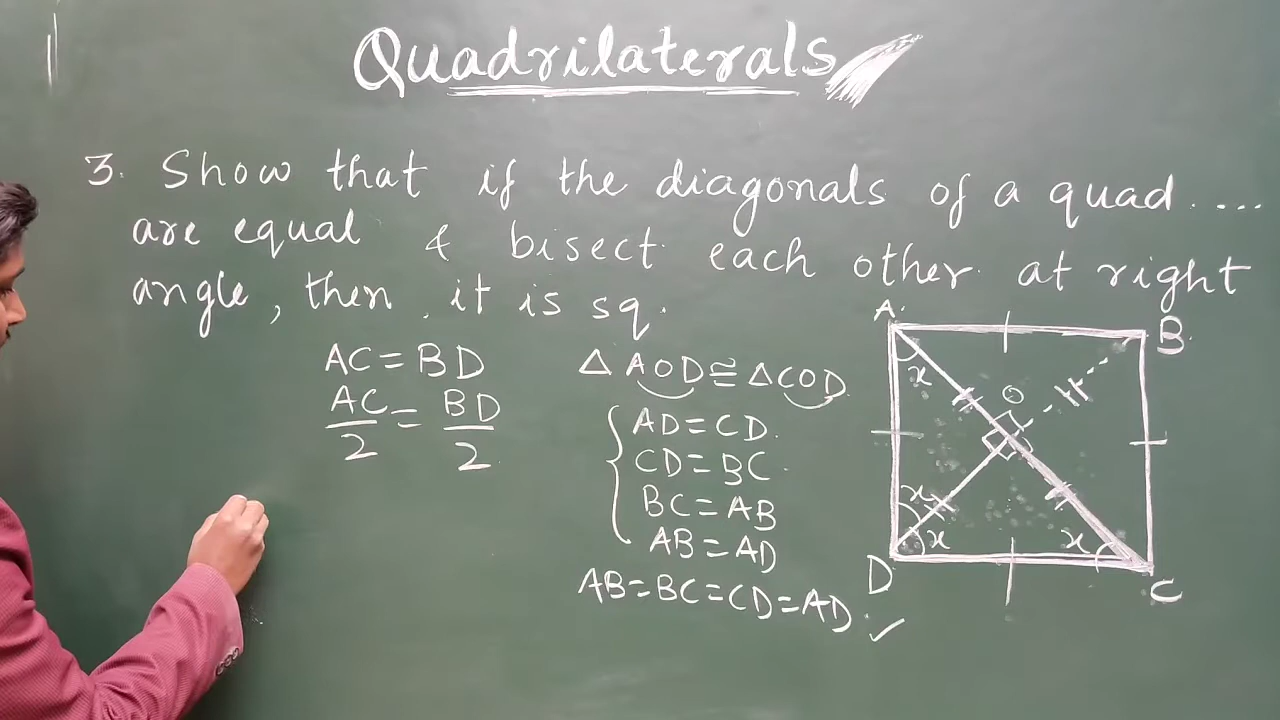 Quadrilaterals
3. Show that if the diagonals of a quad. ...
are equal & bisect each other at right
angle, then it is sq.
AC = BD
AC/2 = BD/2
△ AOD ≅ △ COD
AD = CD
CD = BC
BC = AB
AB = AD
AB = BC = CD = AD ✓
A
B
x
O
x
x
x
D
C